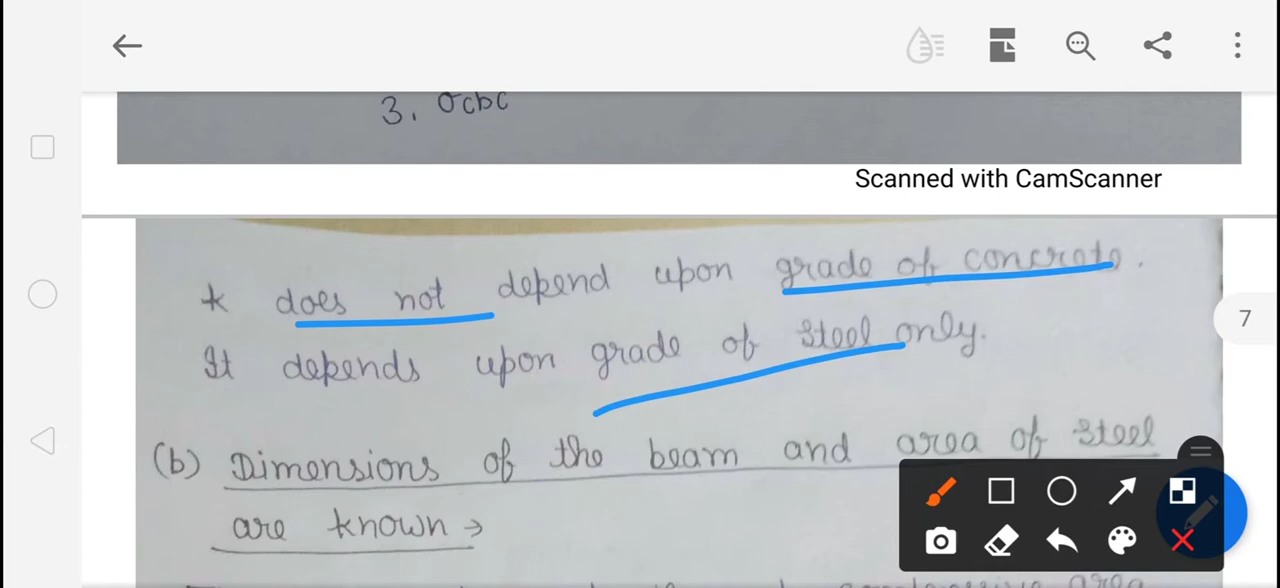 3. σcbc
Scanned with CamScanner
* does not depend upon grade of concrete.
It depends upon grade of steel only.
7
(b) Dimensions of the beam and area of steel
are known →